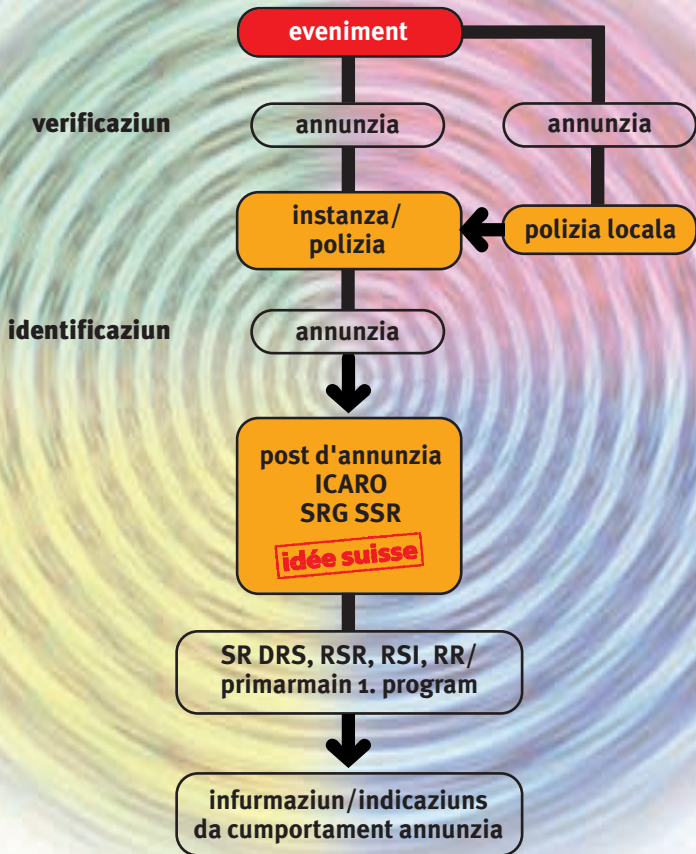 eveniment
verificaziun
annunzia
annunzia
instanza/
polizia
polizia locala
identificaziun
annunzia
post d'annunzia
ICARO
SRG SSR
idée suisse
SR DRS, RSR, RSI, RR/
primarmain 1. program
infurmaziun/indicaziuns
da cumportament annunzia